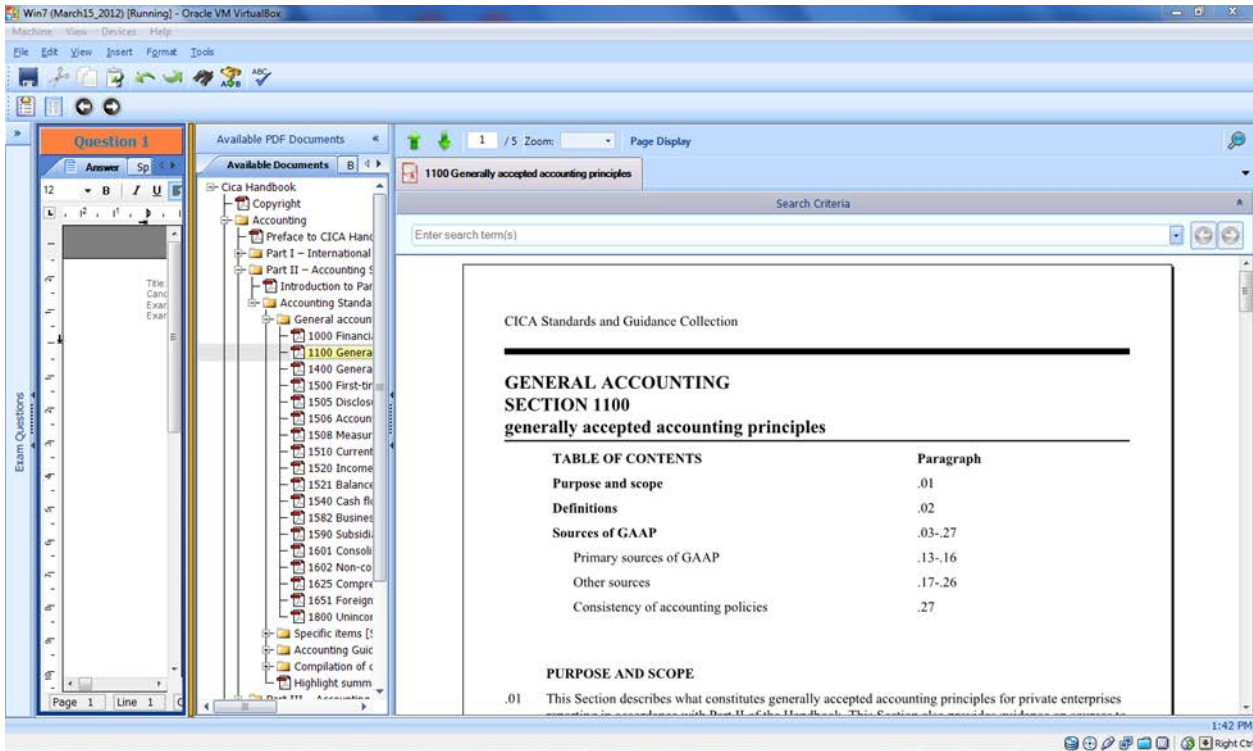 Win7 (March15_2012) [Running] - Oracle VM VirtualBox
Machine View Devices Help
File Edit View Insert Format Tools
ABC
Question 1
Answer Sp
12 B I U
Title
Page 1 Line 1
Exam Questions
Available PDF Documents
Available Documents B
Cica Handbook
Copyright
Accounting
Preface to CICA Hand
Part I – International
Part II – Accounting S
Introduction to Par
Accounting Standa
General accoun
1000 Financi
1100 Genera
1400 Genera
1500 First-tir
1505 Disclos
1506 Accoun
1508 Measur
1510 Current
1520 Income
1521 Balance
1540 Cash flo
1582 Busines
1590 Subsidi
1601 Consoli
1602 Non-co
1625 Compre
1651 Foreign
1800 Unincor
Specific items [S
Accounting Guid
Compilation of
Highlight summ
1 / 5 Zoom: Page Display
1100 Generally accepted accounting principles
Search Criteria
Enter search term(s)
CICA Standards and Guidance Collection
GENERAL ACCOUNTING
SECTION 1100
generally accepted accounting principles
TABLE OF CONTENTS Paragraph
Purpose and scope .01
Definitions .02
Sources of GAAP .03-.27
Primary sources of GAAP .13-.16
Other sources .17-.26
Consistency of accounting policies .27
PURPOSE AND SCOPE
.01 This Section describes what constitutes generally accepted accounting principles for private enterprises
1:42 PM